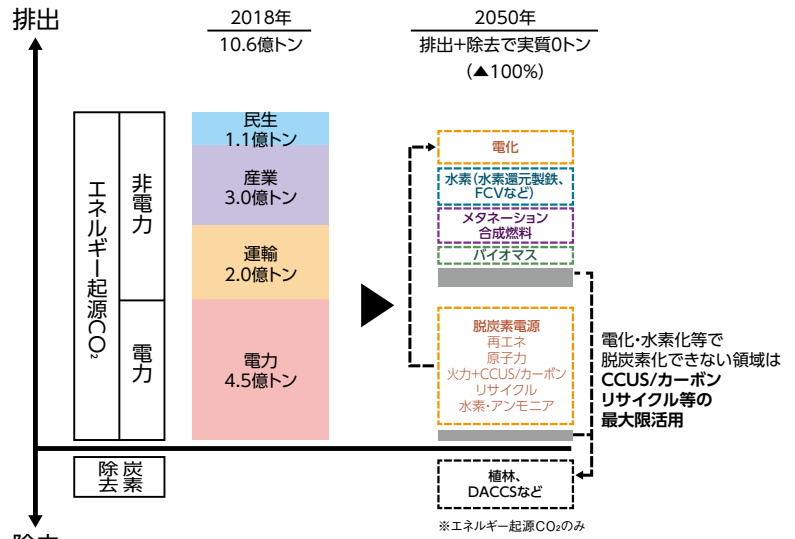 排出
2018年
10.6億トン
2050年
排出+除去で実質0トン
(▲100%)
エネルギー起源CO₂
非電力
電力
民生
1.1億トン
産業
3.0億トン
運輸
2.0億トン
電力
4.5億トン
電化
水素(水素還元製鉄、
FCVなど)
メタネーション
合成燃料
バイオマス
脱炭素電源
再エネ
原子力
火力+CCUS/カーボン
リサイクル
水素・アンモニア
電化・水素化等で
脱炭素化できない領域は
CCUS/カーボン
リサイクル等の
最大限活用
炭素
除去
植林、
DACCSなど
※エネルギー起源CO₂のみ